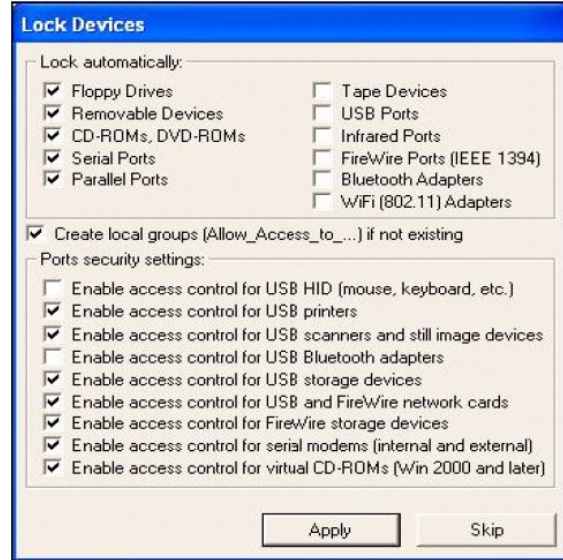 Lock Devices
Lock automatically:
Floppy Drives
Removable Devices
CD-ROMs, DVD-ROMs
Serial Ports
Parallel Ports
Tape Devices
USB Ports
Infrared Ports
FireWire Ports (IEEE 1394)
Bluetooth Adapters
WiFi (802.11) Adapters
Create local groups (Allow_Access_to_...) if not existing
Ports security settings:
Enable access control for USB HID (mouse, keyboard, etc.)
Enable access control for USB printers
Enable access control for USB scanners and still image devices
Enable access control for USB Bluetooth adapters
Enable access control for USB storage devices
Enable access control for USB and FireWire network cards
Enable access control for FireWire storage devices
Enable access control for serial modems (internal and external)
Enable access control for virtual CD-ROMs (Win 2000 and later)
Apply
Skip